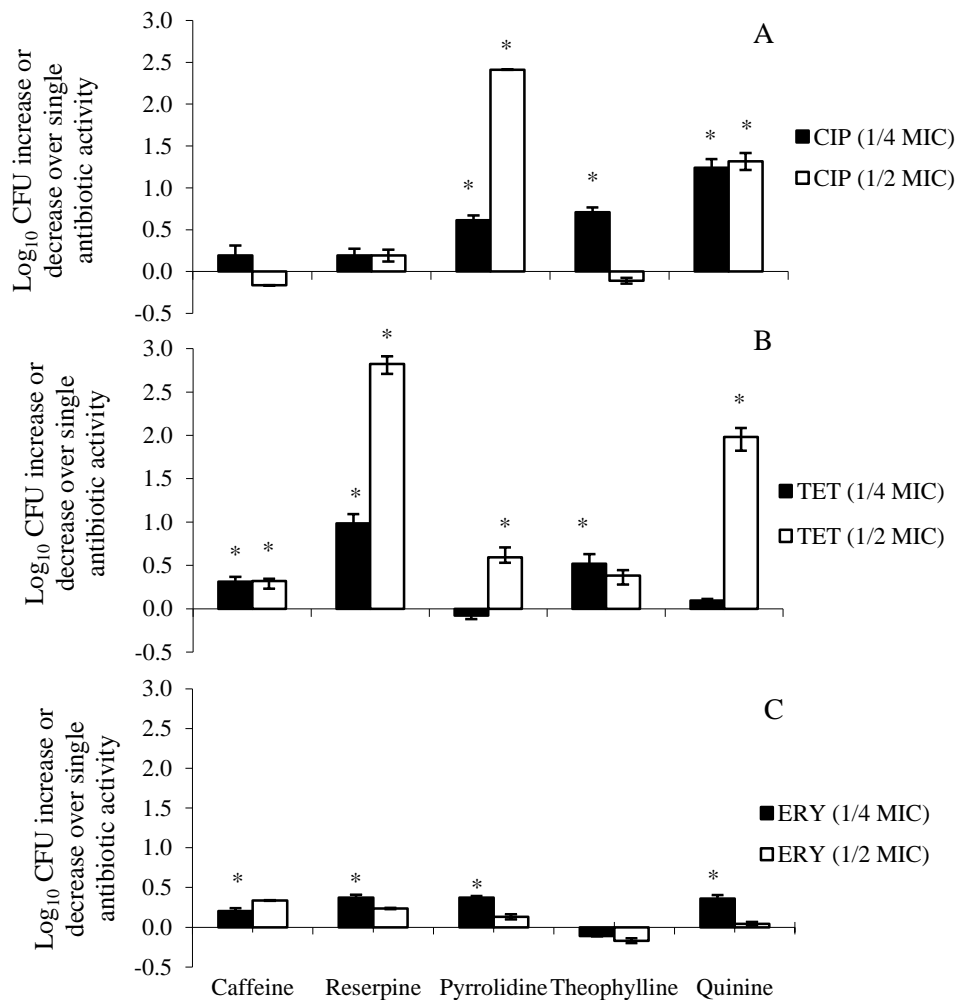 A
Log10 CFU increase or
decrease over single
antibiotic activity
3.0
2.5
2.0
1.5
1.0
0.5
0.0
-0.5
*
*
*
*
*
CIP (1/4 MIC)
CIP (1/2 MIC)
B
Log10 CFU increase or
decrease over single
antibiotic activity
3.0
2.5
2.0
1.5
1.0
0.5
0.0
-0.5
*
*
*
*
*
*
*
TET (1/4 MIC)
TET (1/2 MIC)
C
Log10 CFU increase or
decrease over single
antibiotic activity
3.0
2.5
2.0
1.5
1.0
0.5
0.0
-0.5
*
*
*
*
ERY (1/4 MIC)
ERY (1/2 MIC)
Caffeine Reserpine Pyrrolidine Theophylline Quinine